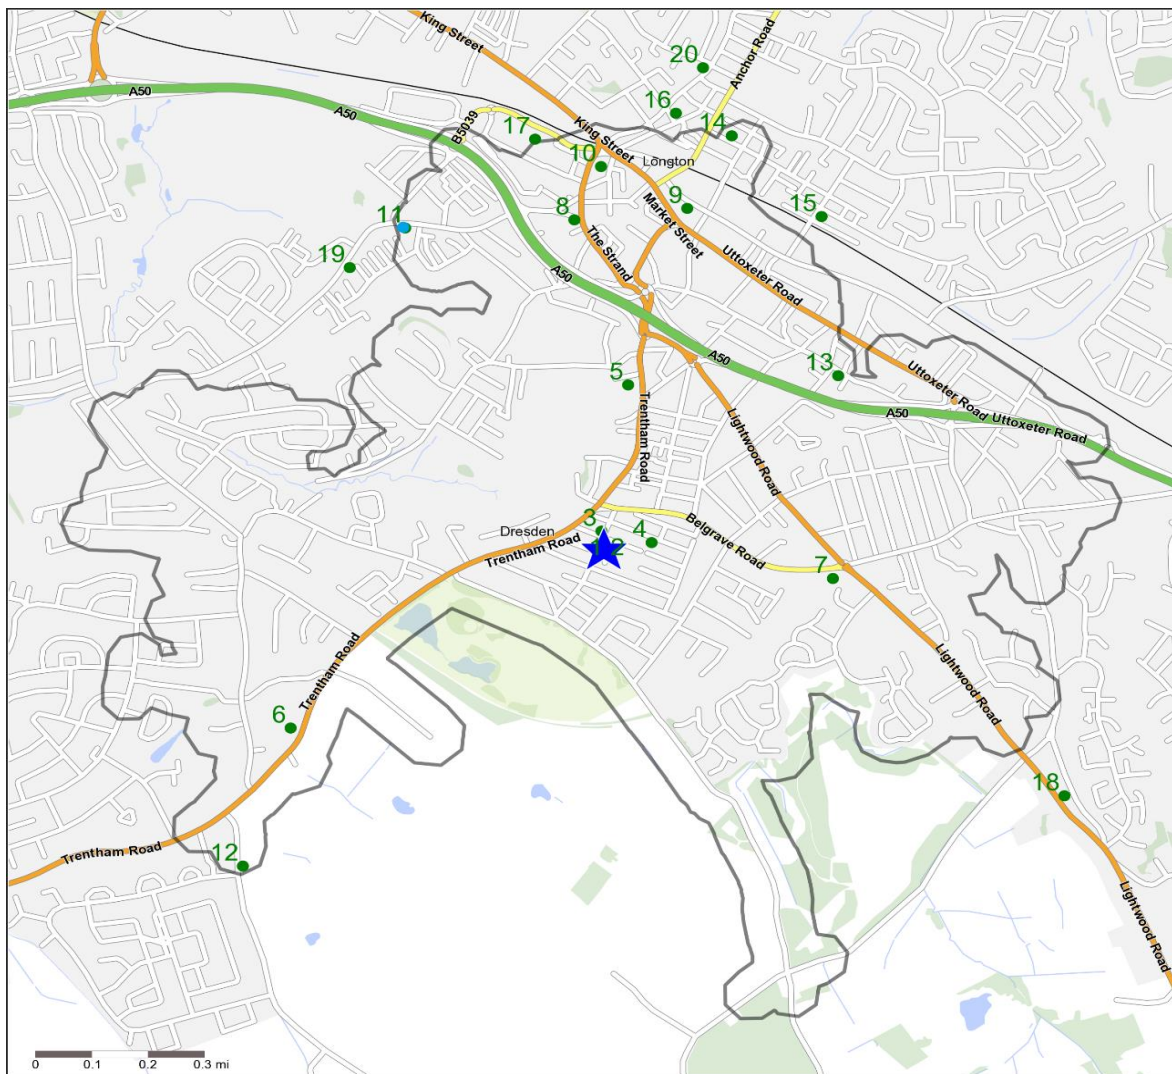 King Street
Anchor Road
20
A50
16
A50
B5039
17
King Street
14
10
Longton
9
15
8
Market Street
11
The Strand
19
Uttoxeter Road
A50
A50
13
5
Uttoxeter Road
Trentham Road
A50
Uttoxeter Road
Lightwood Road
3
Dresden
4
Belgrave Road
Trentham Road
7
Trentham Road
Lightwood Road
6
18
Trentham Road
12
Lightwood Road
0 0.1 0.2 0.3 mi